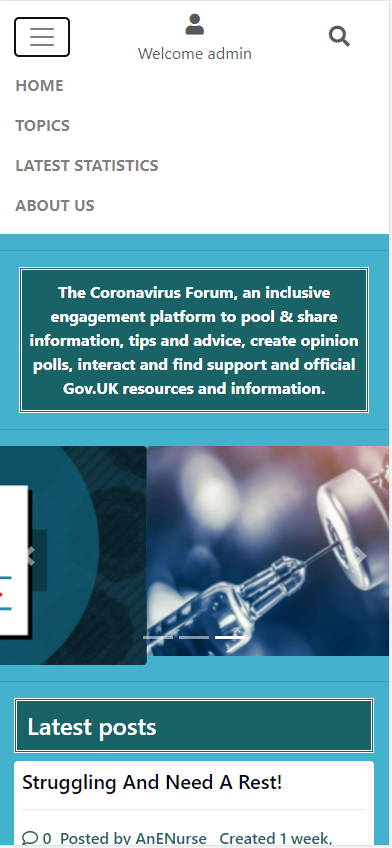 Welcome admin
HOME
TOPICS
LATEST STATISTICS
ABOUT US
The Coronavirus Forum, an inclusive
engagement platform to pool & share
information, tips and advice, create opinion
polls, interact and find support and official
Gov.UK resources and information.
Latest posts
Struggling And Need A Rest!
0 Posted by AnENurse Created 1 week,